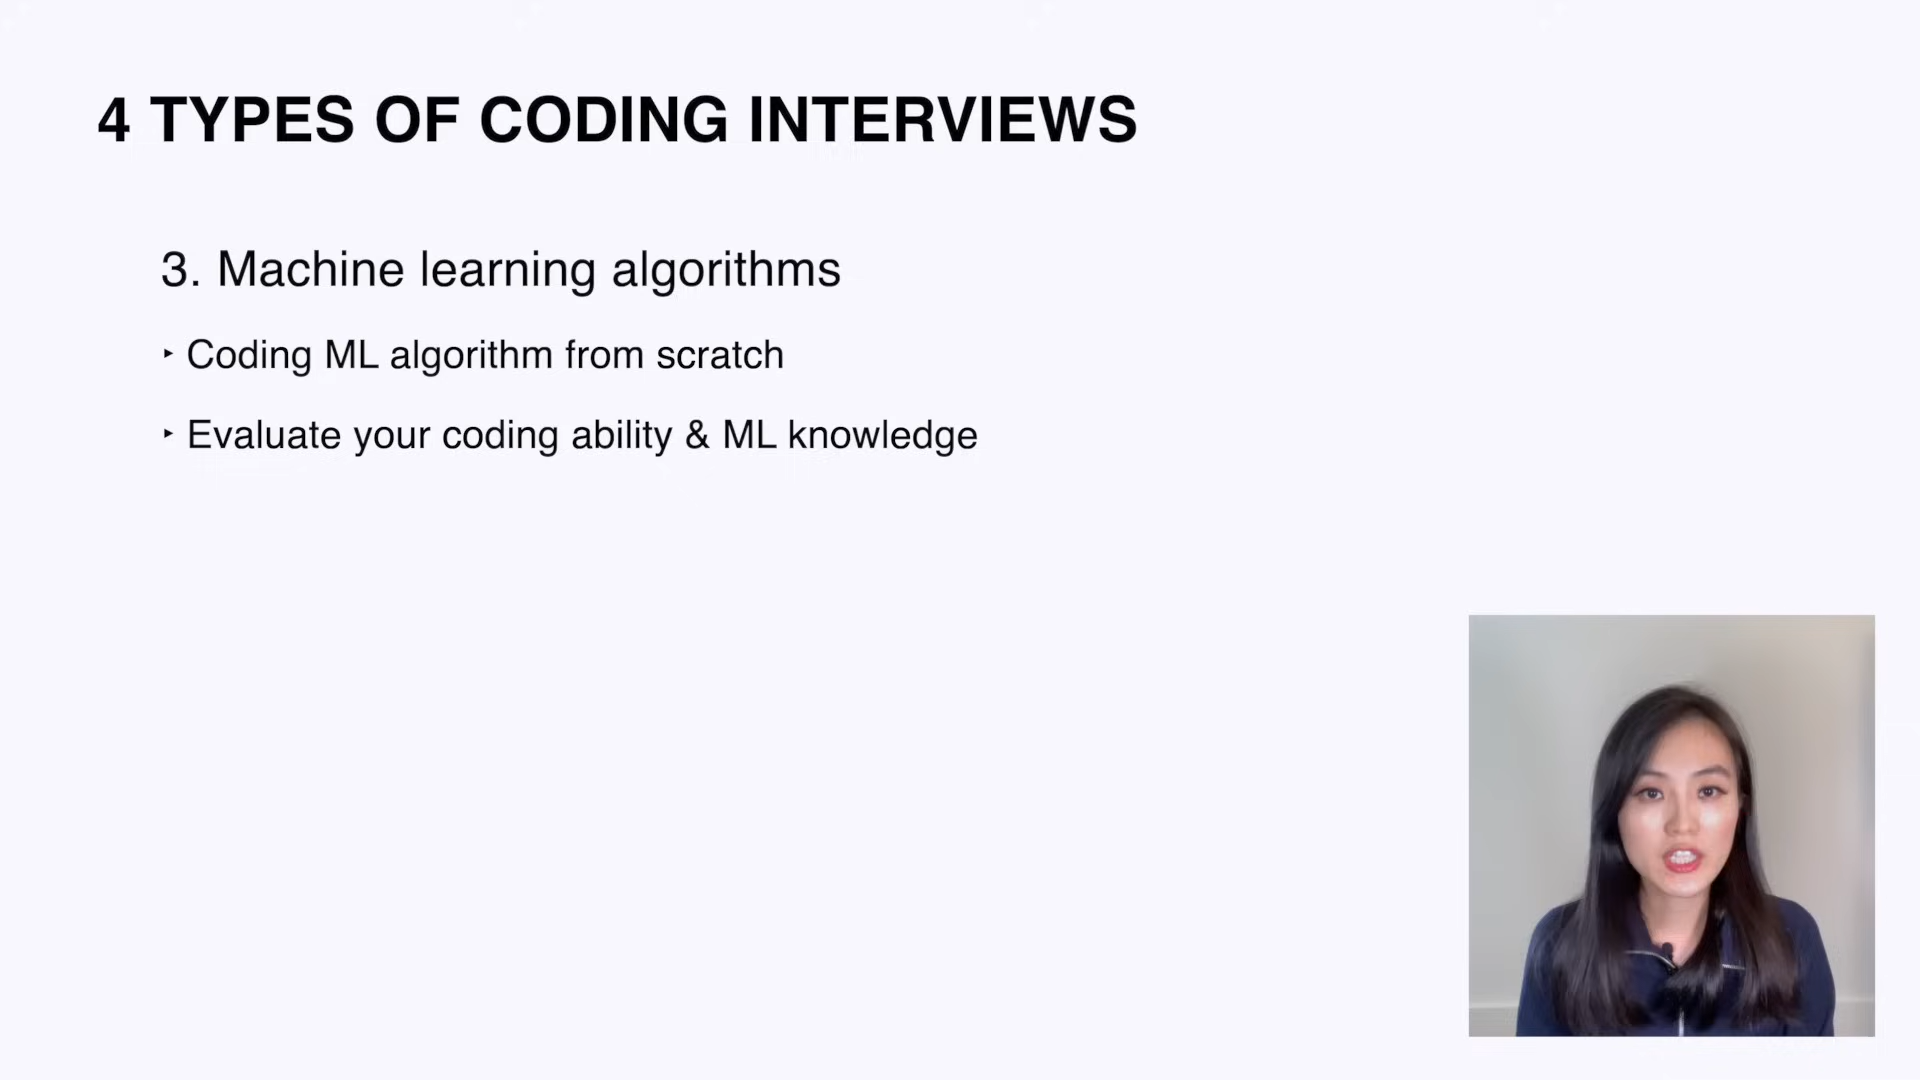 4 TYPES OF CODING INTERVIEWS
3. Machine learning algorithms
‣ Coding ML algorithm from scratch
‣ Evaluate your coding ability & ML knowledge